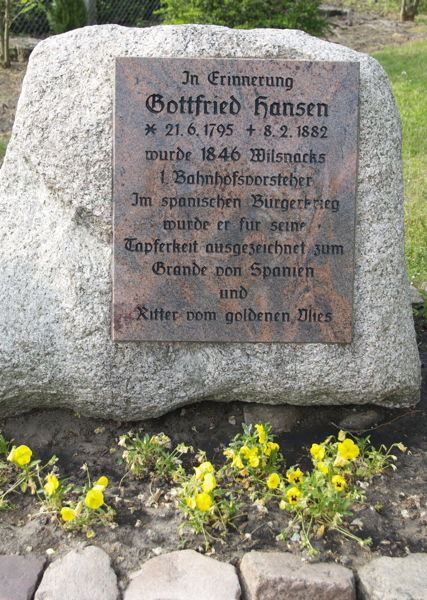 In Erinnerung
Gottfried Hansen
* 21.6.1795 + 8.2.1882
wurde 1846 Wilsnacks
1. Bahnhofsvorsteher
Im spanischen Bürgerkrieg
wurde er für seine
Tapferkeit ausgezeichnet zum
Grande von Spanien
und
Ritter vom goldenen Vlies